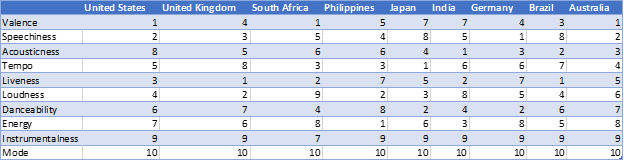 United States United Kingdom South Africa Philippines Japan India Germany Brazil Australia
Valence 1 4 1 5 7 7 4 3 1
Speechiness 2 3 5 4 8 5 1 8 2
Acousticness 8 5 6 6 4 1 3 2 3
Tempo 5 8 3 3 1 6 6 7 4
Liveness 3 1 2 7 5 2 7 1 5
Loudness 4 2 9 2 3 8 5 4 6
Danceability 6 7 4 8 2 4 2 6 7
Energy 7 6 8 1 6 3 8 5 8
Instrumentalness 9 9 7 9 9 9 9 9 9
Mode 10 10 10 10 10 10 10 10 10